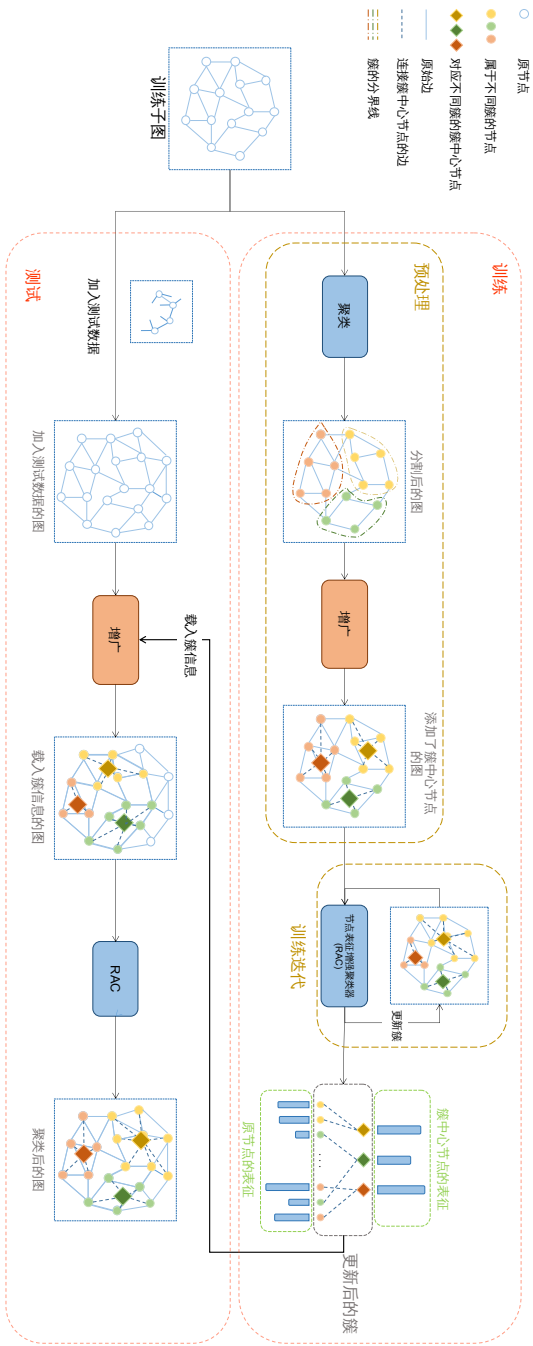 原节点
属于不同簇的节点
对应不同簇的簇中心节点
原始边
连接簇中心节点的边
簇的分界线
训练子图
训练
预处理
聚类
分割后的图
增广
添加了簇中心节点
的图
训练迭代
节点表征增强聚类器
(RAC)
更新簇
簇中心节点的表征
原节点的表征
更新后的簇
测试
加入测试数据
加入测试数据的图
增广
载入簇信息
载入簇信息的图
RAC
聚类后的图